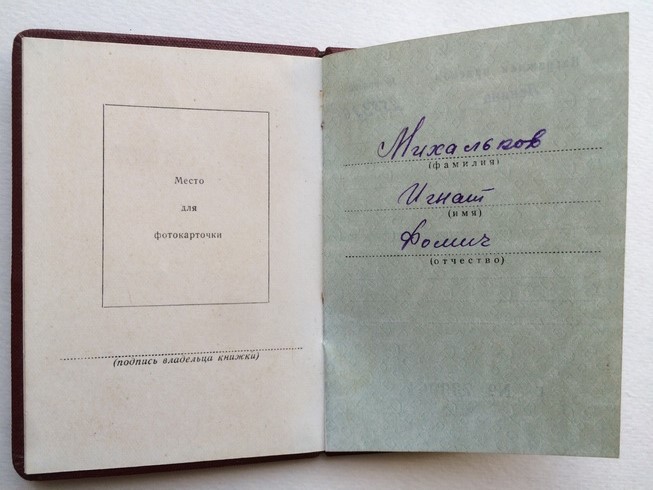 Место
для
фотокарточки
(подпись владельца книжки)
Михальков
(фамилия)
Игнат
(имя)
Фомич
(отчество)